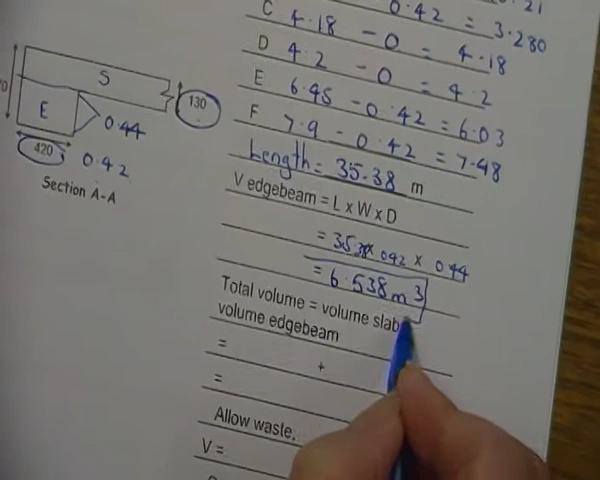 0.42 = 3.280
C 4.18 - 0 = 4.18
D 4.2 - 0 = 4.2
E 6.45 - 0.42 = 6.03
F 7.9 - 0.42 = 7.48
Length = 35.38 m
V edgebeam = L x W x D
= 35.38 x 0.42 x 0.44
= 6.538 m3
Total volume = volume slab
volume edgebeam
= +
=
Allow waste,
V =
S
E
130
0.44
420
0.42
Section A-A